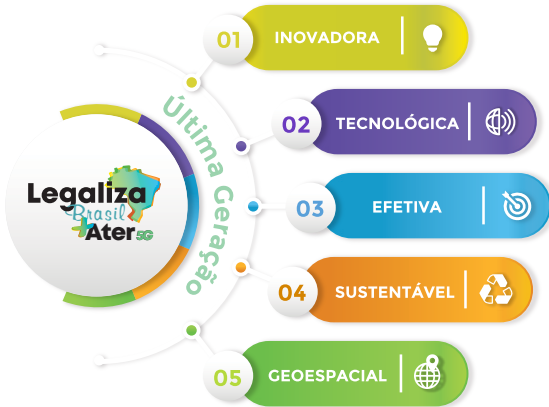 Legaliza
Brasil
+Ater 5G
Última Geração
01 INOVADORA
02 TECNOLÓGICA
03 EFETIVA
04 SUSTENTÁVEL
05 GEOESPACIAL